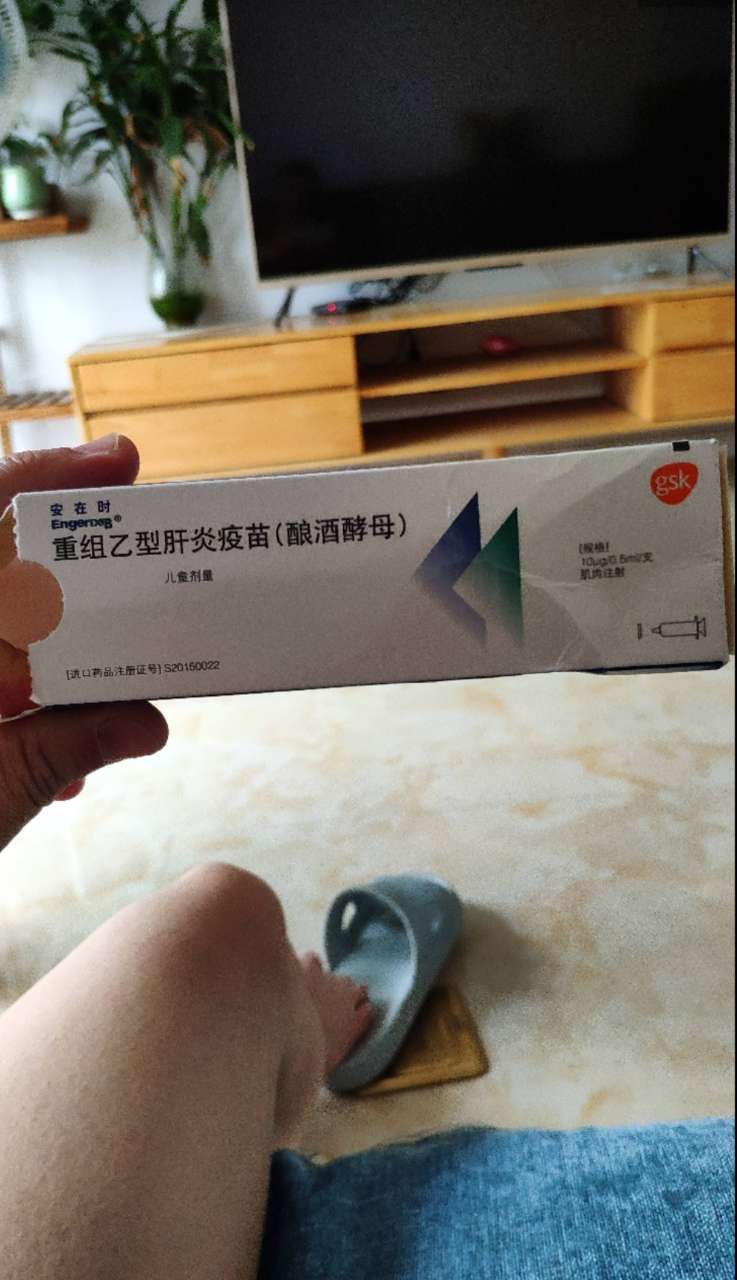 安在时
Engerix B®
重组乙型肝炎疫苗(酿酒酵母)
儿童剂量
[进口药品注册证号] S20150022
gsk
[规格]
10μg/0.5ml/支
肌肉注射